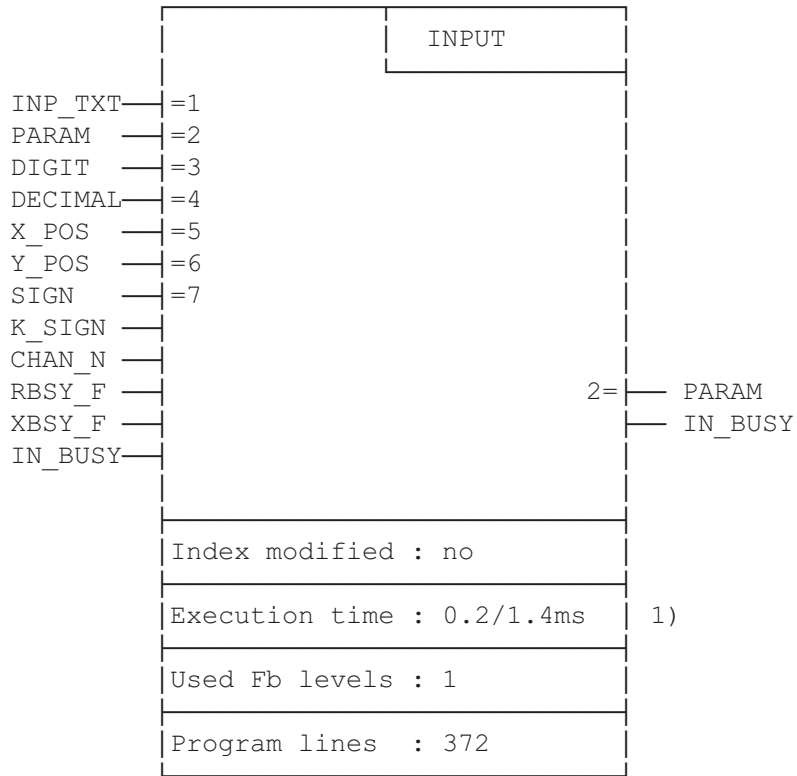 INPUT
INP_TXT =1
PARAM =2
DIGIT =3
DECIMAL =4
X_POS =5
Y_POS =6
SIGN =7
K_SIGN
CHAN_N
RBSY_F 2= PARAM
XBSY_F IN_BUSY
IN_BUSY
Index modified : no
Execution time : 0.2/1.4ms 1)
Used Fb levels : 1
Program lines : 372